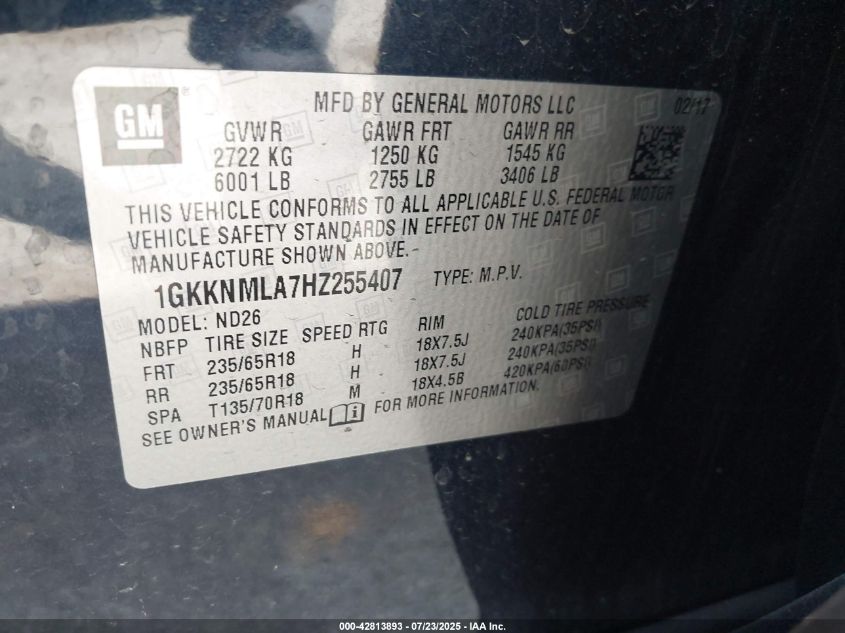 GM
MFD BY GENERAL MOTORS LLC 02/17
GVWR GAWR FRT GAWR RR
2722 KG 1250 KG 1545 KG
6001 LB 2755 LB 3406 LB
THIS VEHICLE CONFORMS TO ALL APPLICABLE U.S. FEDERAL MOTOR
VEHICLE SAFETY STANDARDS IN EFFECT ON THE DATE OF
MANUFACTURE SHOWN ABOVE.
1GKKNMLA7HZ255407 TYPE: M.P.V.
MODEL: ND26
NBFP TIRE SIZE SPEED RTG RIM COLD TIRE PRESSURE
FRT 235/65R18 H 18X7.5J 240KPA(35PSI)
RR 235/65R18 H 18X7.5J 240KPA(35PSI)
SPA T135/70R18 M 18X4.5B 420KPA(60PSI)
SEE OWNER'S MANUAL FOR MORE INFORMATION.
000-42813893 - 07/23/2025 - IAA Inc.